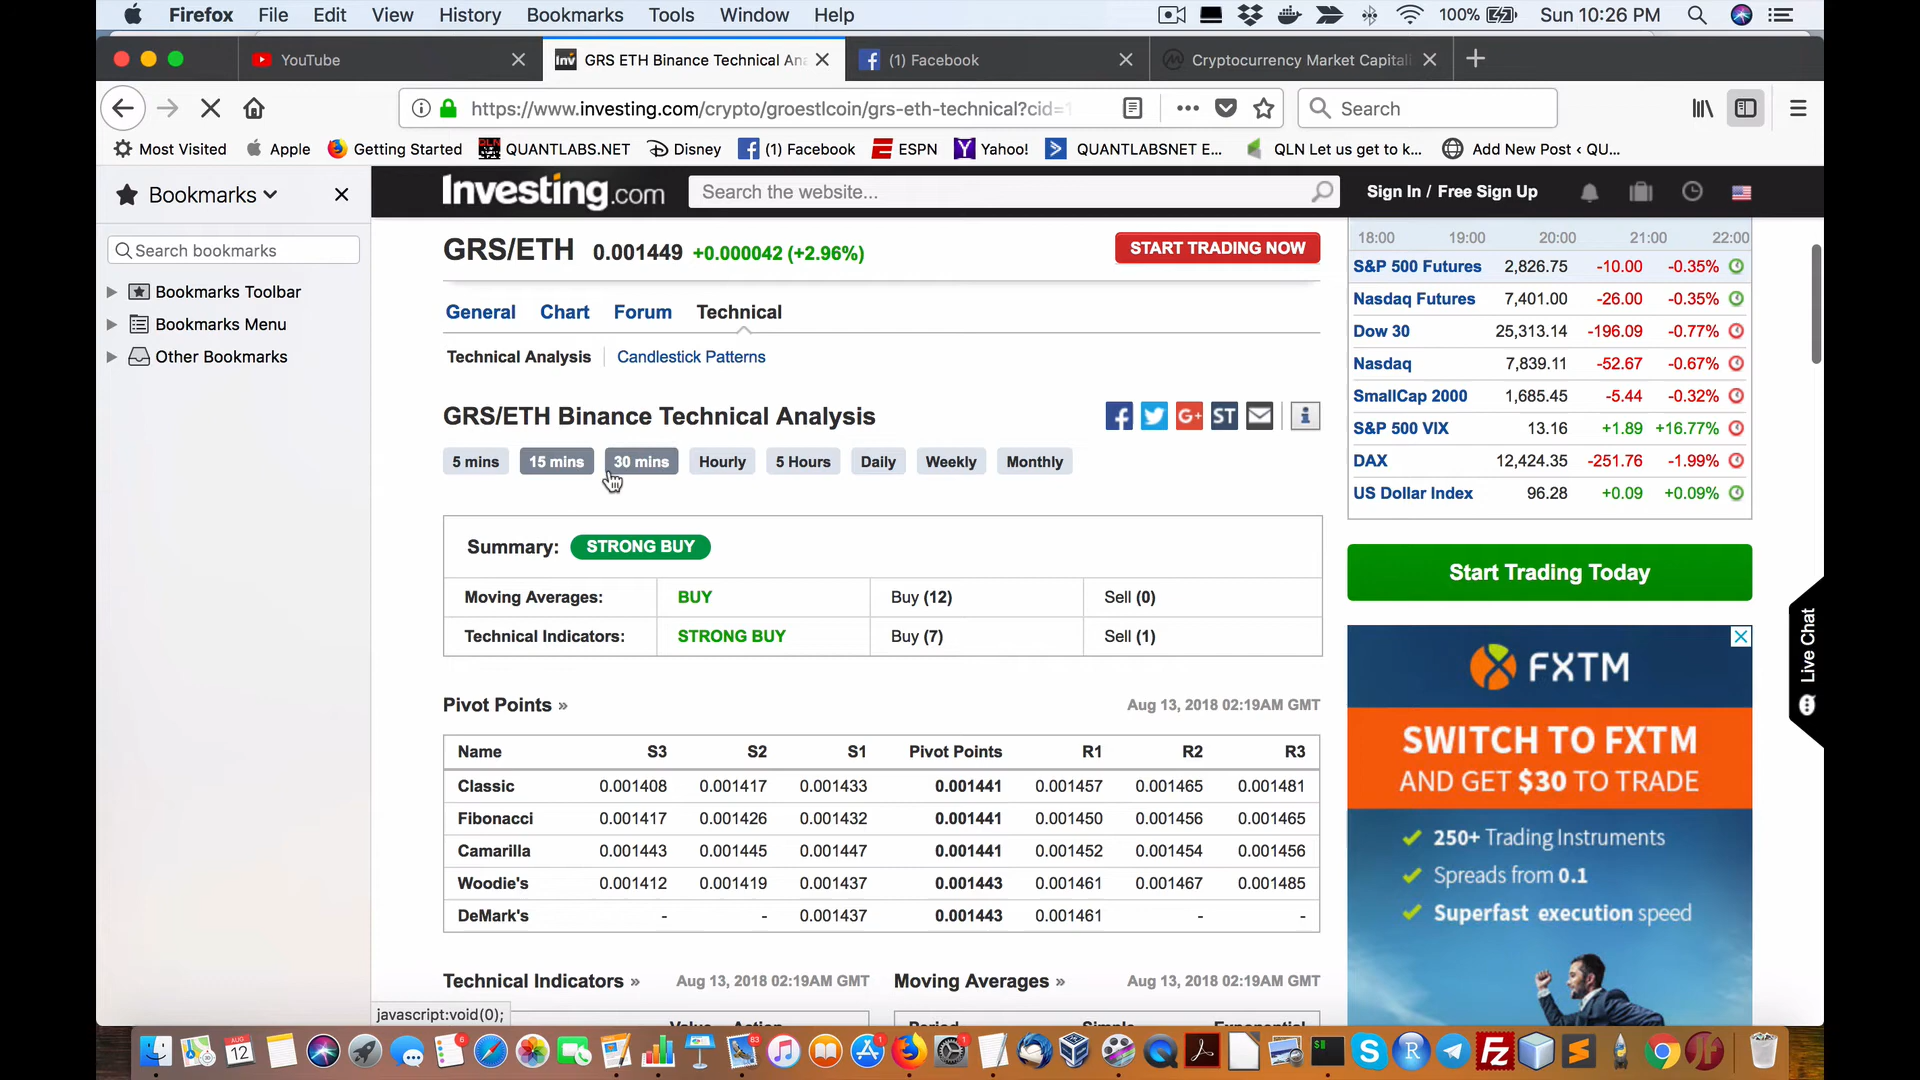 Firefox File Edit View History Bookmarks Tools Window Help 100% Sun 10:26 PM
YouTube
GRS ETH Binance Technical An
(1) Facebook
Cryptocurrency Market Capitali
https://www.investing.com/crypto/groestlcoin/grs-eth-technical?cid=
Search
Most Visited Apple Getting Started QUANTLABS.NET Disney (1) Facebook ESPN Yahoo! QUANTLABSNET E... QLN Let us get to k... Add New Post ‹ QU...
Bookmarks
Search bookmarks
Bookmarks Toolbar
Bookmarks Menu
Other Bookmarks
Investing.com
Search the website...
Sign In / Free Sign Up
GRS/ETH 0.001449 +0.000042 (+2.96%)
START TRADING NOW
General Chart Forum Technical
Technical Analysis Candlestick Patterns
GRS/ETH Binance Technical Analysis
G+ ST i
5 mins 15 mins 30 mins Hourly 5 Hours Daily Weekly Monthly
Summary: STRONG BUY
Moving Averages: BUY Buy (12) Sell (0)
Technical Indicators: STRONG BUY Buy (7) Sell (1)
Pivot Points » Aug 13, 2018 02:19AM GMT
Name S3 S2 S1 Pivot Points R1 R2 R3
Classic 0.001408 0.001417 0.001433 0.001441 0.001457 0.001465 0.001481
Fibonacci 0.001417 0.001426 0.001432 0.001441 0.001450 0.001456 0.001465
Camarilla 0.001443 0.001445 0.001447 0.001441 0.001452 0.001454 0.001456
Woodie's 0.001412 0.001419 0.001437 0.001443 0.001461 0.001467 0.001485
DeMark's - - 0.001437 0.001443 0.001461 - -
Technical Indicators » Aug 13, 2018 02:19AM GMT
Moving Averages » Aug 13, 2018 02:19AM GMT
Value Action
Period Simple Exponential
javascript:void(0);
18:00 19:00 20:00 21:00 22:00
S&P 500 Futures 2,826.75 -10.00 -0.35%
Nasdaq Futures 7,401.00 -26.00 -0.35%
Dow 30 25,313.14 -196.09 -0.77%
Nasdaq 7,839.11 -52.67 -0.67%
SmallCap 2000 1,685.45 -5.44 -0.32%
S&P 500 VIX 13.16 +1.89 +16.77%
DAX 12,424.35 -251.76 -1.99%
US Dollar Index 96.28 +0.09 +0.09%
Start Trading Today
FXTM
SWITCH TO FXTM
AND GET $30 TO TRADE
250+ Trading Instruments
Spreads from 0.1
Superfast execution speed
Live Chat
AUG
12